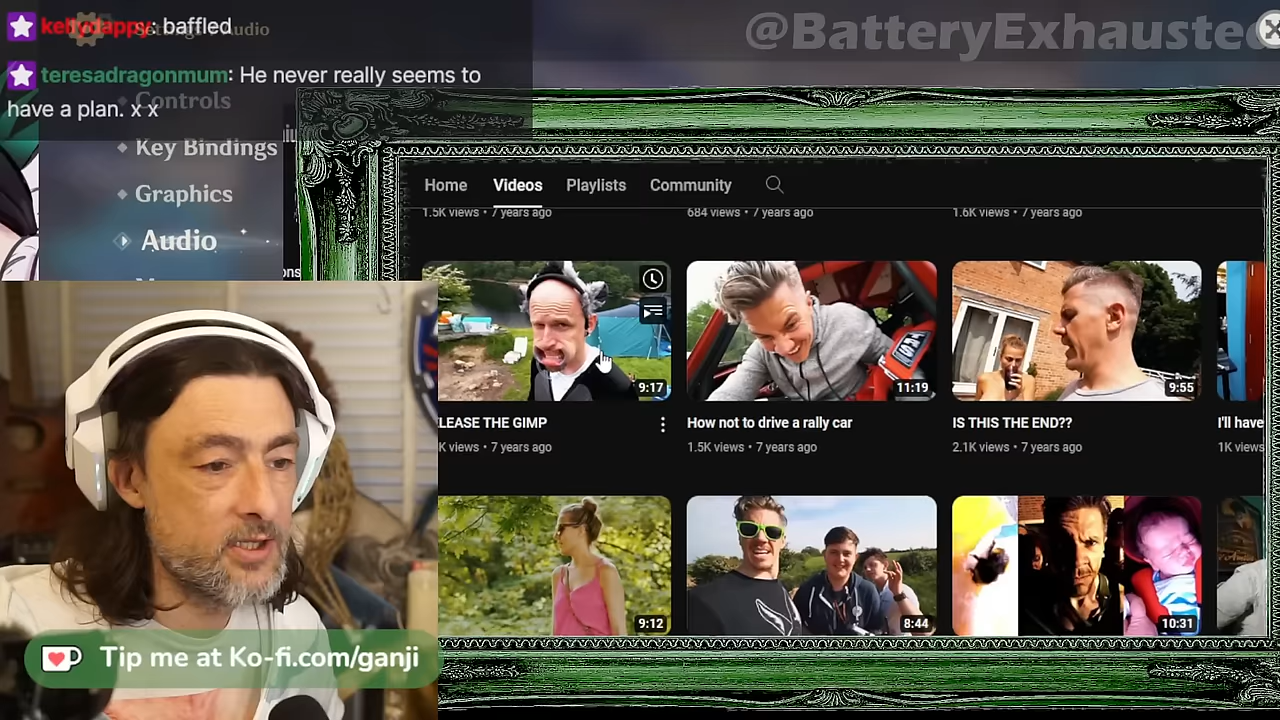 kellydappy: baffled
Settings / Audio
@BatteryExhausted
teresadragonmum: He never really seems to
have a plan. x x
Controls
Key Bindings
Graphics
Audio
Home
Videos
Playlists
Community
1.5K views • 7 years ago
684 views • 7 years ago
1.6K views • 7 years ago
9:17
11:19
9:55
LEASE THE GIMP
How not to drive a rally car
IS THIS THE END??
I'll have
K views • 7 years ago
1.5K views • 7 years ago
2.1K views • 7 years ago
1K views
9:12
8:44
10:31
Tip me at Ko-fi.com/ganji